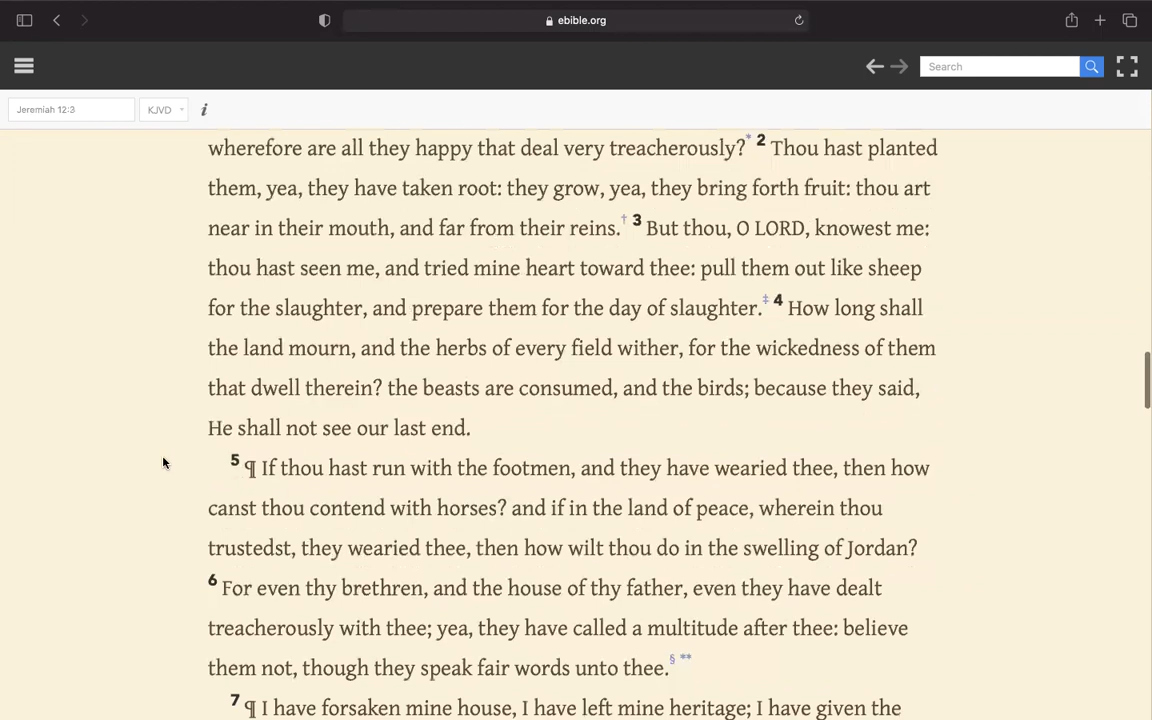 ebible.org
Search
Jeremiah 12:3 KJVD i
wherefore are all they happy that deal very treacherously?* 2 Thou hast planted
them, yea, they have taken root: they grow, yea, they bring forth fruit: thou art
near in their mouth, and far from their reins.† 3 But thou, O LORD, knowest me:
thou hast seen me, and tried mine heart toward thee: pull them out like sheep
for the slaughter, and prepare them for the day of slaughter.‡ 4 How long shall
the land mourn, and the herbs of every field wither, for the wickedness of them
that dwell therein? the beasts are consumed, and the birds; because they said,
He shall not see our last end.
5 ¶ If thou hast run with the footmen, and they have wearied thee, then how
canst thou contend with horses? and if in the land of peace, wherein thou
trustedst, they wearied thee, then how wilt thou do in the swelling of Jordan?
6 For even thy brethren, and the house of thy father, even they have dealt
treacherously with thee; yea, they have called a multitude after thee: believe
them not, though they speak fair words unto thee.§ **
7 ¶ I have forsaken mine house, I have left mine heritage; I have given the